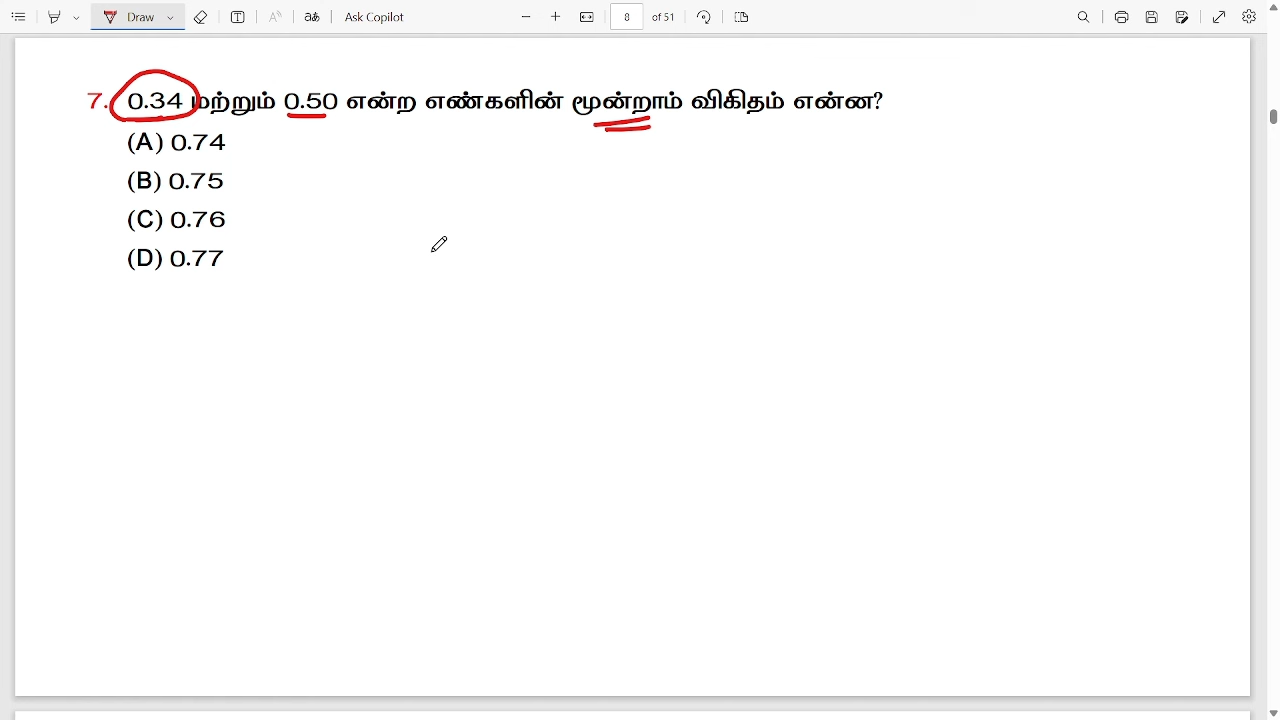 Draw
Ask Copilot
8 of 51
7. 0.34 மற்றும் 0.50 என்ற எண்களின் மூன்றாம் விகிதம் என்ன?
(A) 0.74
(B) 0.75
(C) 0.76
(D) 0.77